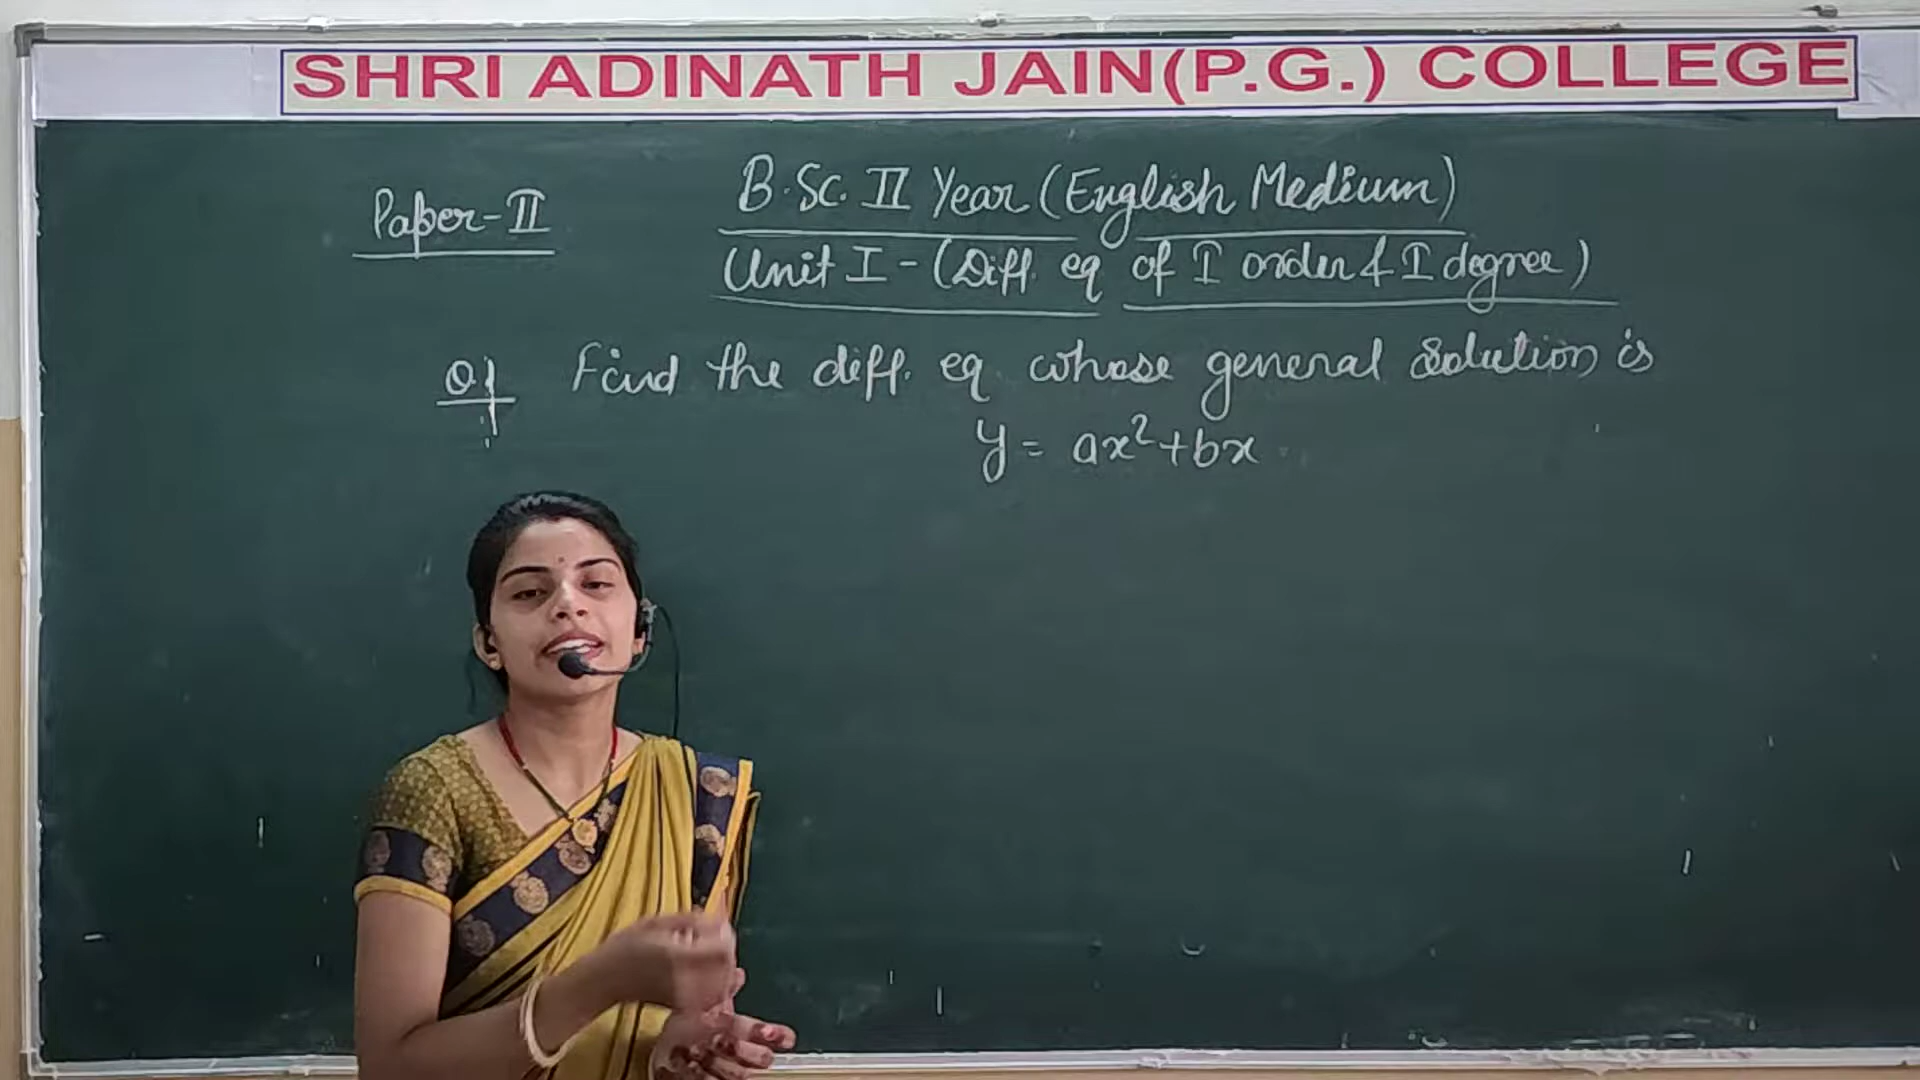 SHRI ADINATH JAIN(P.G.) COLLEGE
Paper-II
B.Sc. II Year (English Medium)
Unit I - (Diff. eq of I order & I degree)
Q.1 Find the diff. eq whose general solution is
y = ax²+bx